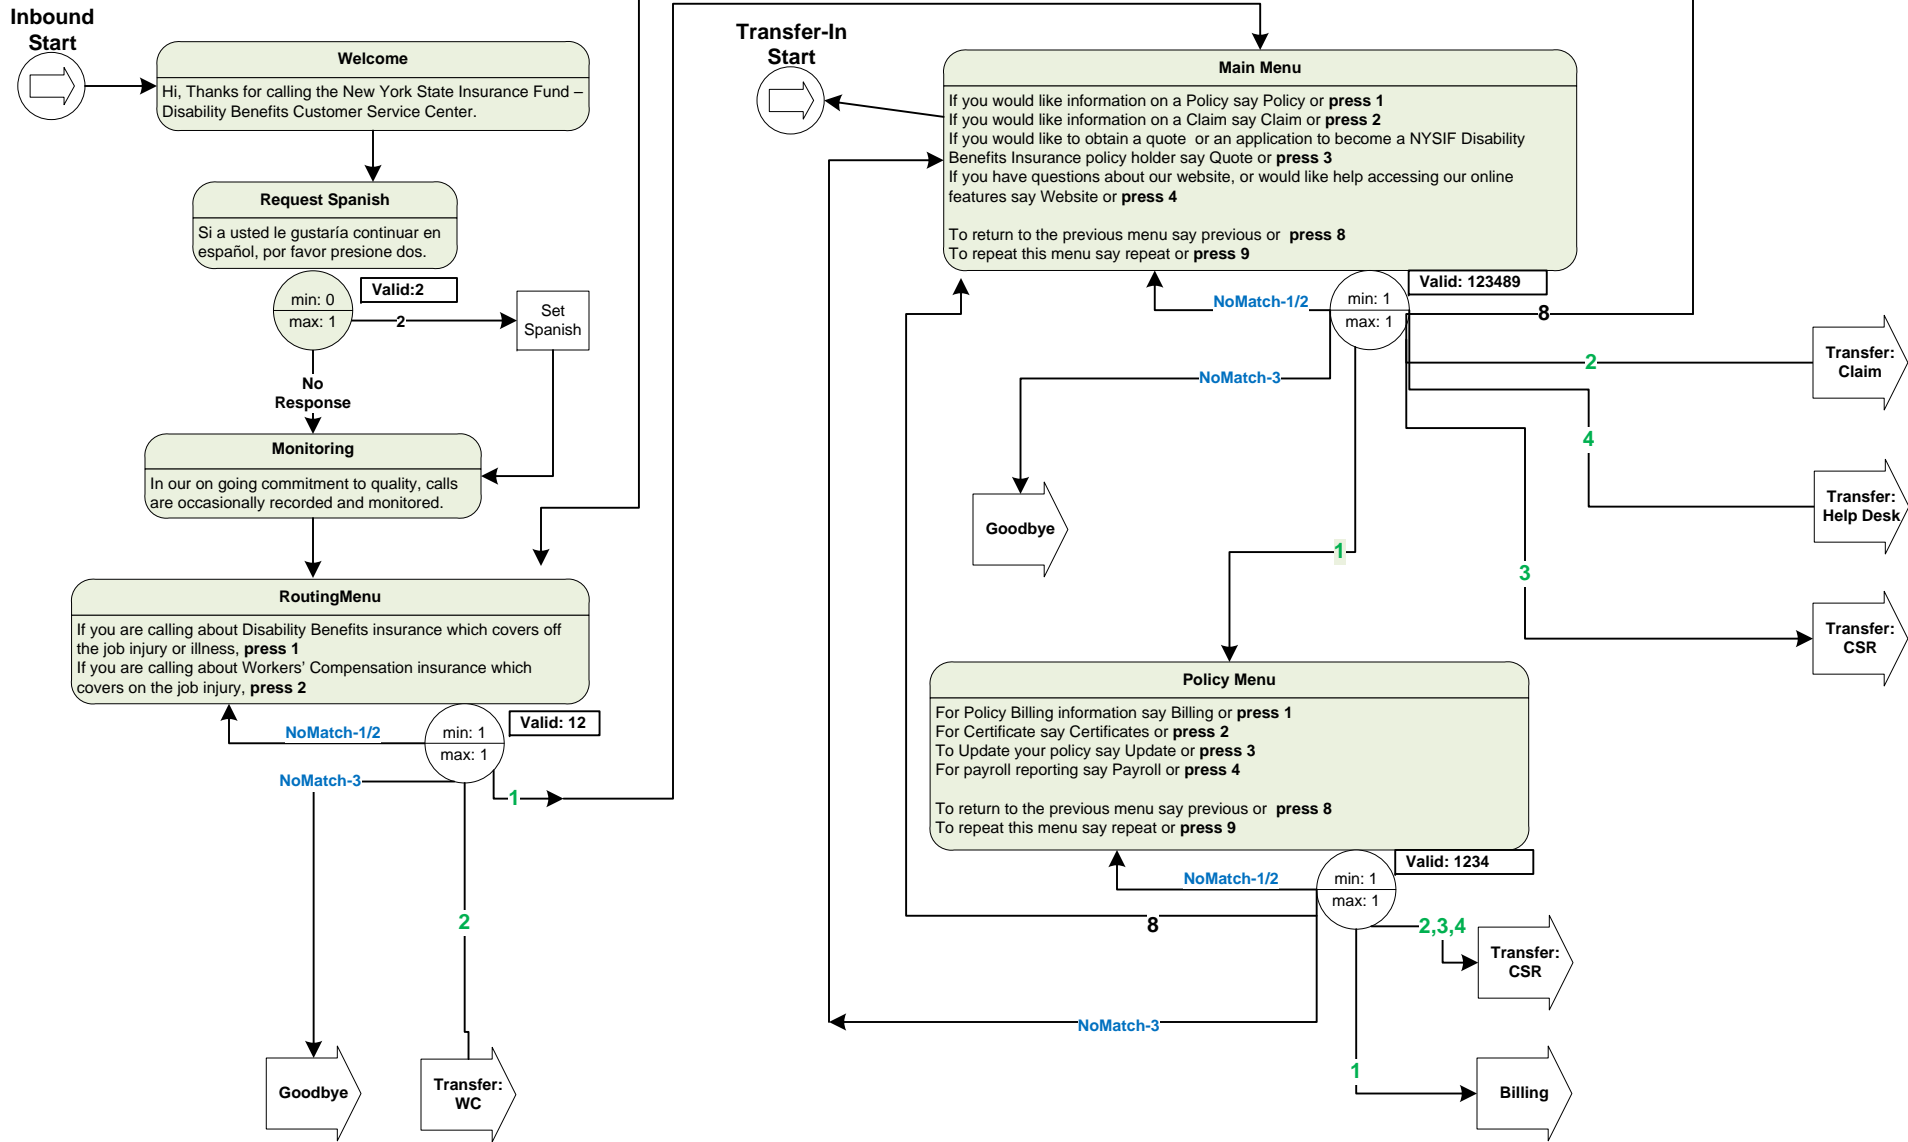 Inbound
Start
Welcome
Hi, Thanks for calling the New York State Insurance Fund –
Disability Benefits Customer Service Center.
Request Spanish
Si a usted le gustaría continuar en
español, por favor presione dos.
min: 0
max: 1
Valid:2
2
Set
Spanish
No
Response
Monitoring
In our on going commitment to quality, calls
are occasionally recorded and monitored.
RoutingMenu
If you are calling about Disability Benefits insurance which covers off
the job injury or illness, press 1
If you are calling about Workers’ Compensation insurance which
covers on the job injury, press 2
min: 1
max: 1
Valid: 12
NoMatch-1/2
NoMatch-3
1
2
Goodbye
Transfer:
WC
Transfer-In
Start
Main Menu
If you would like information on a Policy say Policy or press 1
If you would like information on a Claim say Claim or press 2
If you would like to obtain a quote  or an application to become a NYSIF Disability
Benefits Insurance policy holder say Quote or press 3
If you have questions about our website, or would like help accessing our online
features say Website or press 4
To return to the previous menu say previous or  press 8
To repeat this menu say repeat or press 9
min: 1
max: 1
Valid: 123489
NoMatch-1/2
8
NoMatch-3
2
4
1
3
Transfer:
Claim
Transfer:
Help Desk
Transfer:
CSR
Goodbye
Policy Menu
For Policy Billing information say Billing or press 1
For Certificate say Certificates or press 2
To Update your policy say Update or press 3
For payroll reporting say Payroll or press 4
To return to the previous menu say previous or  press 8
To repeat this menu say repeat or press 9
min: 1
max: 1
Valid: 1234
NoMatch-1/2
8
2,3,4
Transfer:
CSR
NoMatch-3
1
Billing